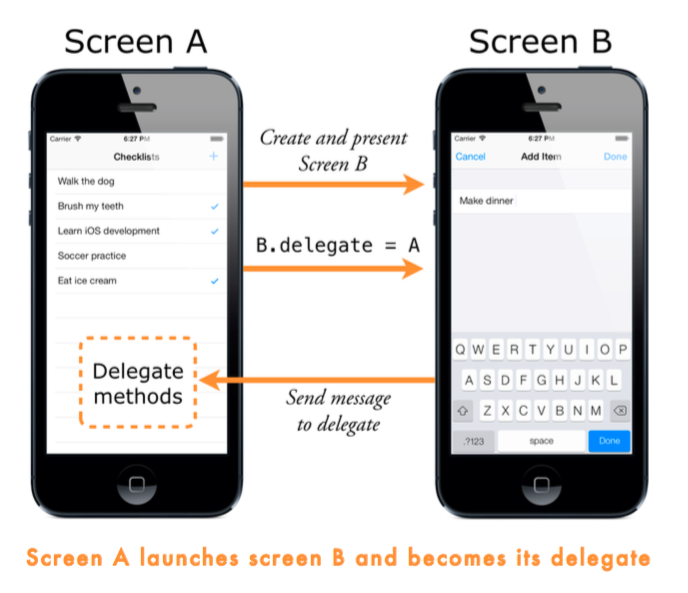 Screen A
Screen B
Carrier 6:27 PM
Checklists +
Walk the dog
Brush my teeth
Learn iOS development
Soccer practice
Eat ice cream
Delegate
methods
Create and present
Screen B
B.delegate = A
Send message
to delegate
Carrier 6:27 PM
Cancel Add Item Done
Make dinner
Q W E R T Y U I O P
A S D F G H J K L
Z X C V B N M
.?123 space Done
Screen A launches screen B and becomes its delegate